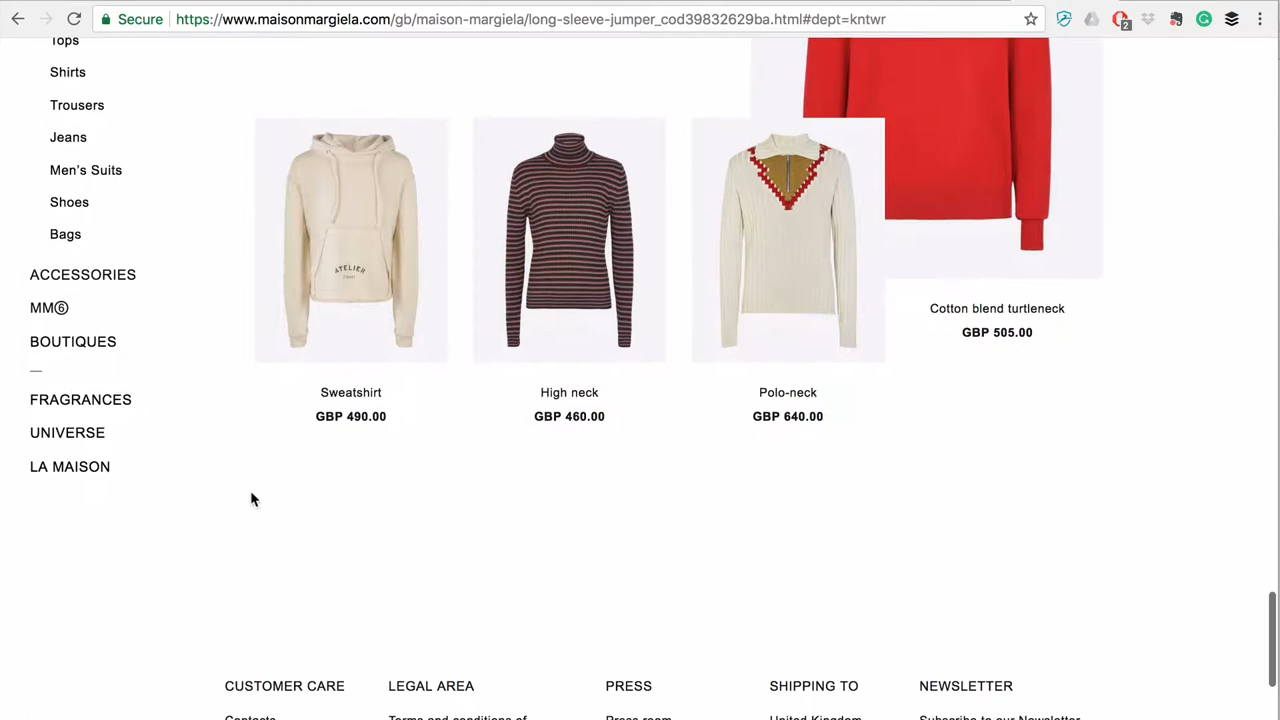 Secure
https://www.maisonmargiela.com/gb/maison-margiela/long-sleeve-jumper_cod39832629ba.html#dept=kntwr
2
Tops
Shirts
Trousers
Jeans
Men's Suits
Shoes
Bags
ACCESSORIES
MM⑥
BOUTIQUES
—
FRAGRANCES
UNIVERSE
LA MAISON
ATELIER
Sweatshirt
GBP 490.00
High neck
GBP 460.00
Polo-neck
GBP 640.00
Cotton blend turtleneck
GBP 505.00
CUSTOMER CARE
LEGAL AREA
PRESS
SHIPPING TO
NEWSLETTER
Contacts
Terms and conditions of
Press room
United Kingdom
Subscribe to our Newsletter